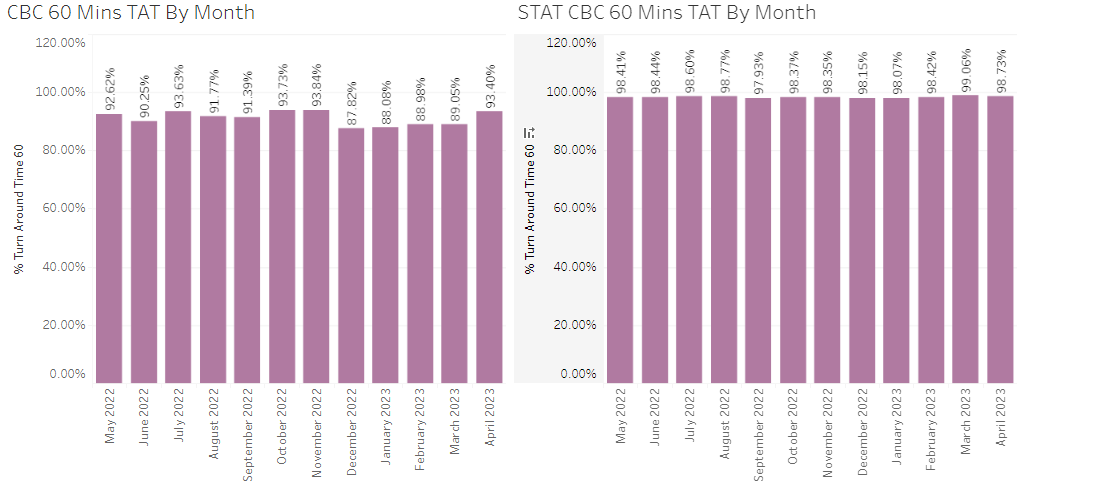 CBC 60 Mins TAT By Month
120.00%
100.00%
80.00%
60.00%
40.00%
20.00%
0.00%
% Turn Around Time 60
92.62%
90.25%
93.63%
91.77%
91.39%
93.73%
93.84%
87.82%
88.08%
88.98%
89.05%
93.40%
May 2022
June 2022
July 2022
August 2022
September 2022
October 2022
November 2022
December 2022
January 2023
February 2023
March 2023
April 2023
STAT CBC 60 Mins TAT By Month
120.00%
100.00%
80.00%
60.00%
40.00%
20.00%
0.00%
% Turn Around Time 60
98.41%
98.44%
98.60%
98.77%
97.93%
98.37%
98.35%
98.15%
98.07%
98.42%
99.06%
98.73%
May 2022
June 2022
July 2022
August 2022
September 2022
October 2022
November 2022
December 2022
January 2023
February 2023
March 2023
April 2023